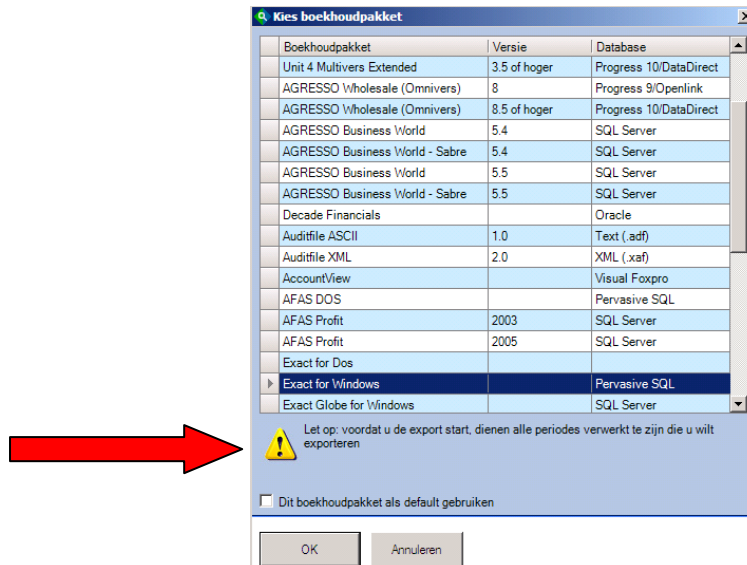 Kies boekhoudpakket
Boekhoudpakket Versie Database
Unit 4 Multivers Extended 3.5 of hoger Progress 10/DataDirect
AGRESSO Wholesale (Omnivers) 8 Progress 9/Openlink
AGRESSO Wholesale (Omnivers) 8.5 of hoger Progress 10/DataDirect
AGRESSO Business World 5.4 SQL Server
AGRESSO Business World - Sabre 5.4 SQL Server
AGRESSO Business World 5.5 SQL Server
AGRESSO Business World - Sabre 5.5 SQL Server
Decade Financials Oracle
Auditfile ASCII 1.0 Text (.adf)
Auditfile XML 2.0 XML (.xaf)
AccountView Visual Foxpro
AFAS DOS Pervasive SQL
AFAS Profit 2003 SQL Server
AFAS Profit 2005 SQL Server
Exact for Dos
Exact for Windows Pervasive SQL
Exact Globe for Windows SQL Server
Let op: voordat u de export start, dienen alle periodes verwerkt te zijn die u wilt
exporteren
Dit boekhoudpakket als default gebruiken
OK Annuleren